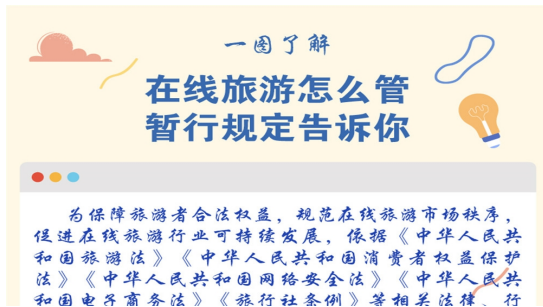 一图了解
在线旅游怎么管
暂行规定告诉你
为保障旅游者合法权益，规范在线旅游市场秩序，
促进在线旅游行业可持续发展，依据《中华人民共
和国旅游法》《中华人民共和国消费者权益保护
法》《中华人民共和国网络安全法》《中华人民共
和国电子商务法》《旅行社条例》等相关法律、行